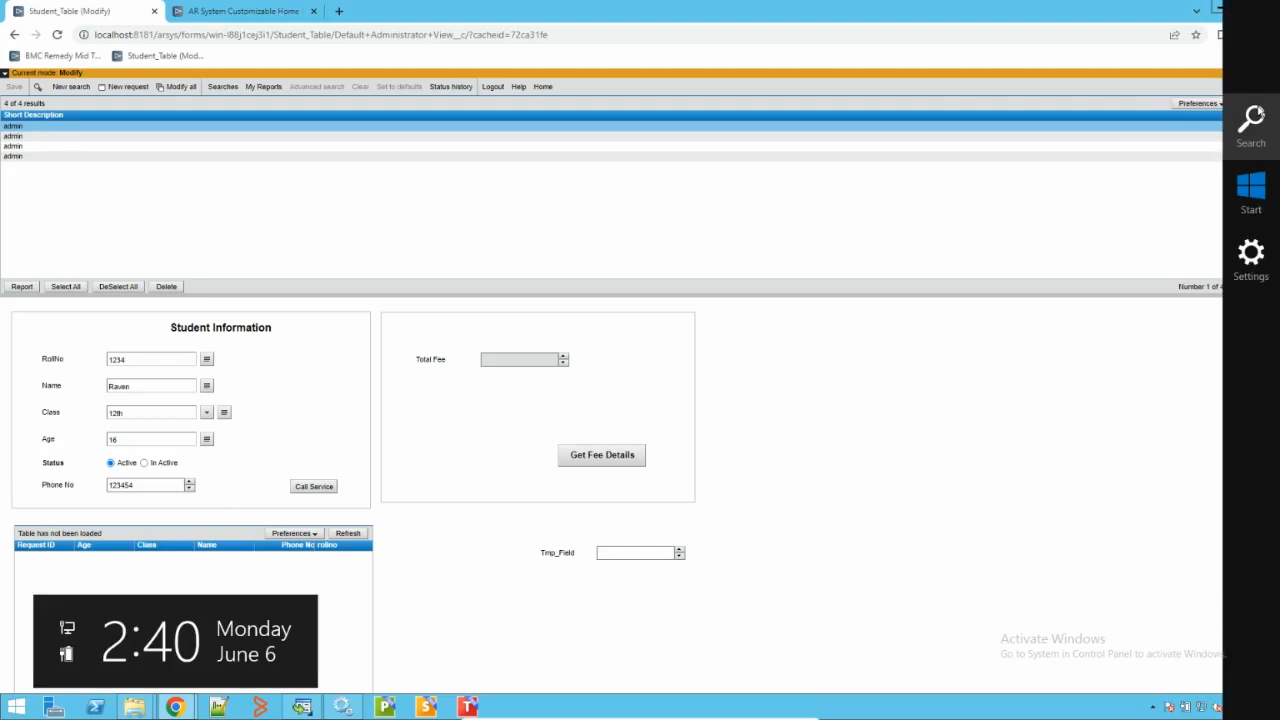 Student_Table (Modify)
AR System Customizable Home
localhost:8181/arsys/forms/win-l88j1cej3i1/Student_Table/Default+Administrator+View__c/?cacheid=72ca31fe
BMC Remedy Mid T... Student_Table (Mod...
Current mode: Modify
Save New search New request Modify all Searches My Reports Advanced search Clear Set to defaults Status history Logout Help Home
4 of 4 results Preferences
Short Description
admin
admin
admin
admin
Search
Start
Settings
Report Select All DeSelect All Delete Number 1 of 4
Student Information
RollNo 1234
Name Raven
Class 12th
Age 16
Status Active In Active
Phone No 123454
Call Service
Total Fee
Get Fee Details
Table has not been loaded Preferences Refresh
Request ID Age Class Name Phone No rollno
Tmp_Field
2:40 Monday
June 6
Activate Windows
Go to System in Control Panel to activate Windows.
P S T